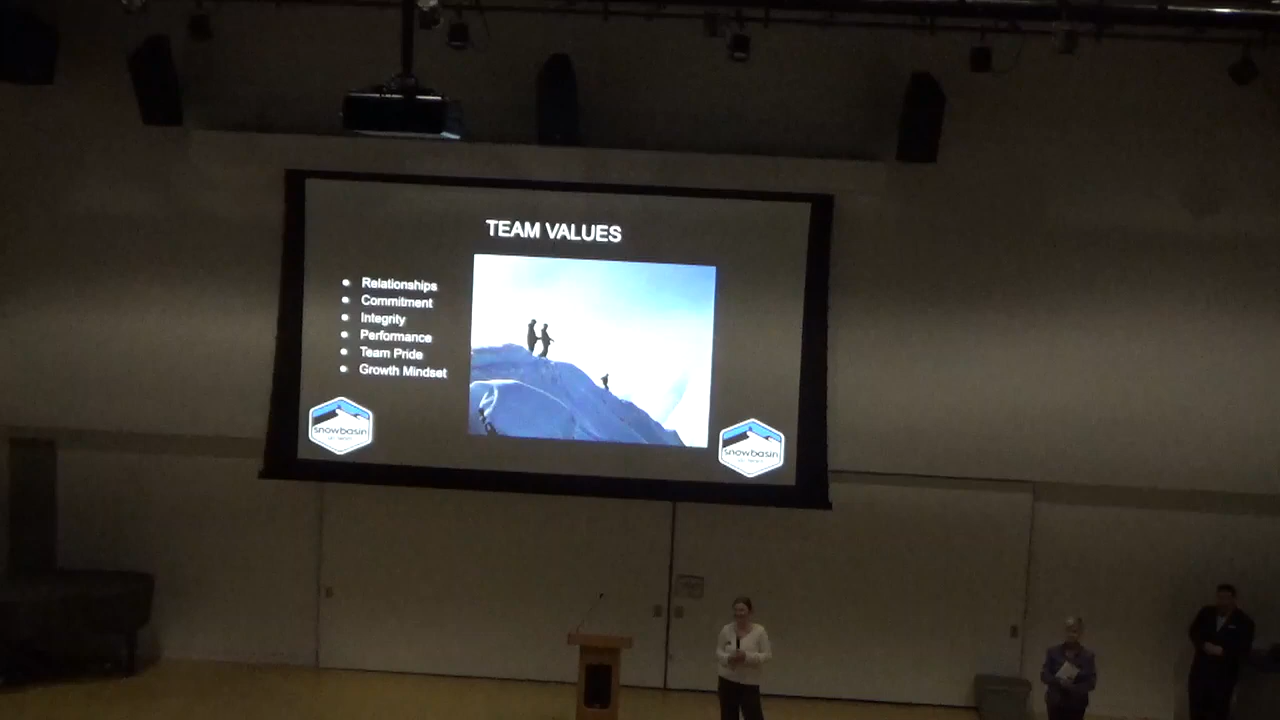 TEAM VALUES
• Relationships
• Commitment
• Integrity
• Performance
• Team Pride
• Growth Mindset
snowbasin
snowbasin